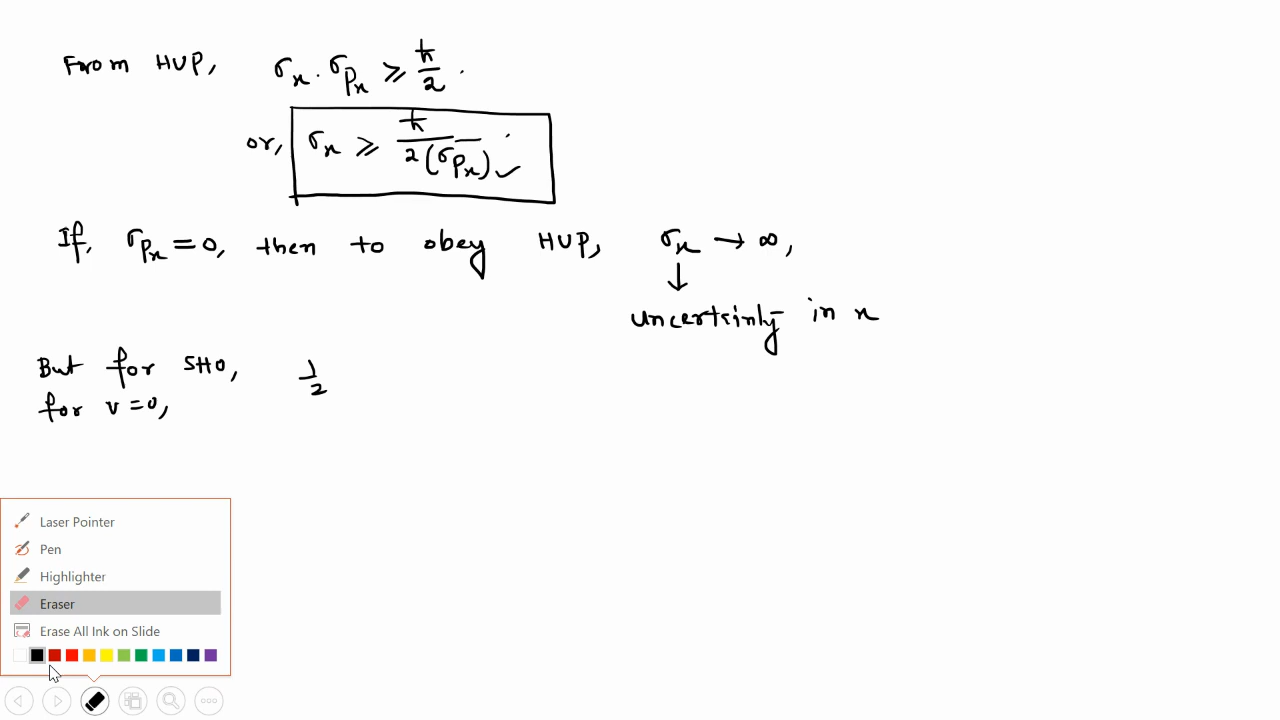 From HUP, σx · σpx ⩾ ħ/2 .
or, σx ⩾ ħ/2(σpx) ✓
If, σpx = 0, then to obey HUP, σx → ∞,
↓
uncertainty in x
But for SHO, 1/2
for v = 0,
Laser Pointer
Pen
Highlighter
Eraser
Erase All Ink on Slide